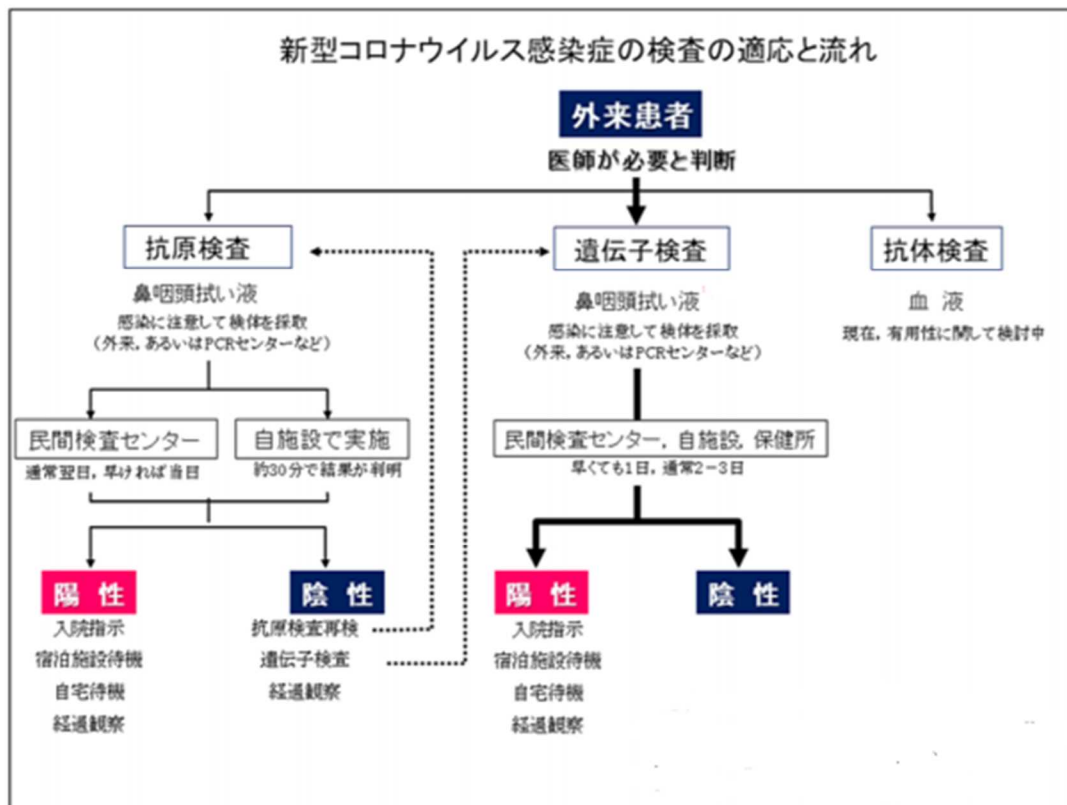 新型コロナウイルス感染症の検査の適応と流れ
外来患者
医師が必要と判断
抗原検査
鼻咽頭拭い液
感染に注意して検体を採取
（外来，あるいはPCRセンターなど）
民間検査センター
通常翌日，早ければ当日
自施設で実施
約30分で結果が判明
陽性
入院指示
宿泊施設待機
自宅待機
経過観察
陰性
抗原検査再検
遺伝子検査
経過観察
遺伝子検査
鼻咽頭拭い液
感染に注意して検体を採取
（外来，あるいはPCRセンターなど）
民間検査センター，自施設，保健所
早くても1日，通常2－3日
陽性
入院指示
宿泊施設待機
自宅待機
経過観察
陰性
抗体検査
血液
現在，有用性に関して検討中